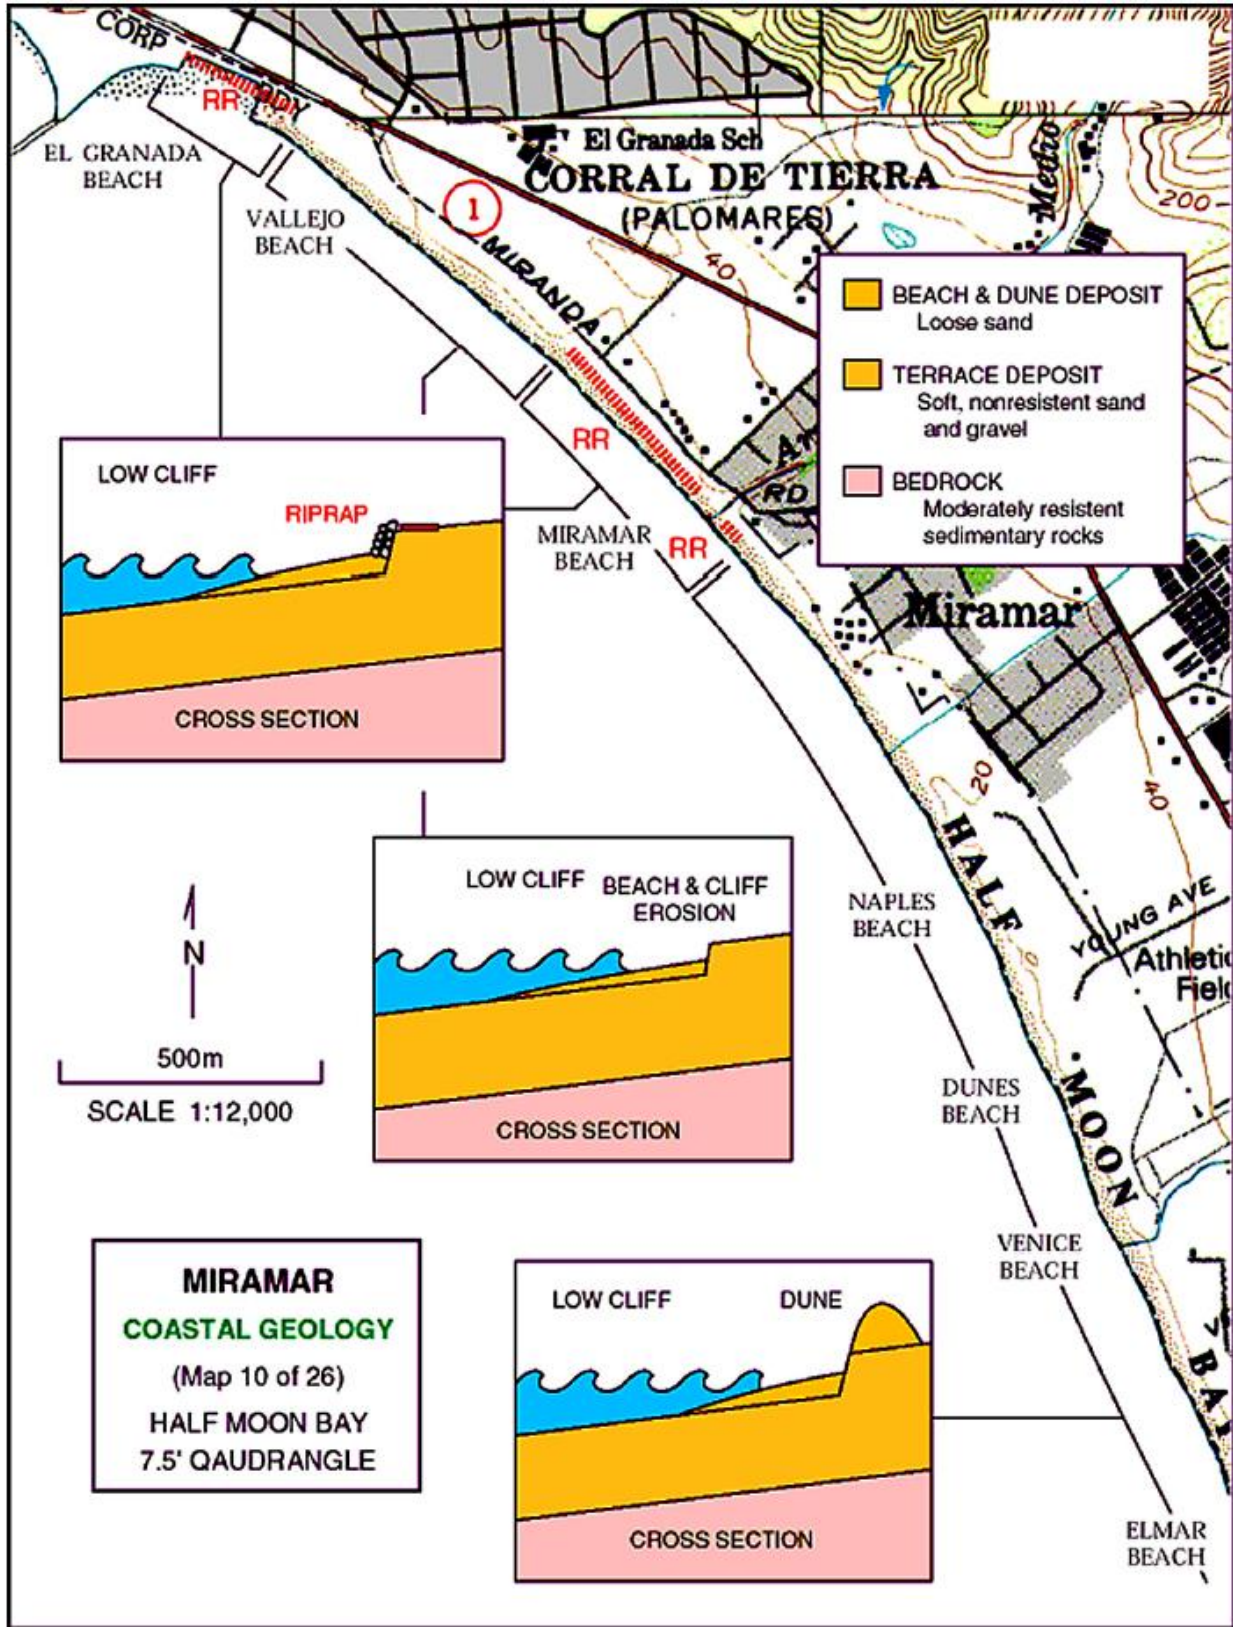 CORP
BDY
RR
EL GRANADA
BEACH
VALLEJO
BEACH
1
El Granada Sch
CORRAL DE TIERRA
(PALOMARES)
Medio
200
40
MIRANDA
BEACH & DUNE DEPOSIT
Loose sand
TERRACE DEPOSIT
Soft, nonresistent sand
and gravel
BEDROCK
Moderately resistent
sedimentary rocks
RR
RD
MIRAMAR
BEACH
RR
Miramar
LOW CLIFF
RIPRAP
CROSS SECTION
20
40
HALF
MOON
YOUNG AVE
Athletic
Field
NAPLES
BEACH
LOW CLIFF
BEACH & CLIFF
EROSION
CROSS SECTION
N
500m
SCALE 1:12,000
DUNES
BEACH
VENICE
BEACH
MIRAMAR
COASTAL GEOLOGY
(Map 10 of 26)
HALF MOON BAY
7.5' QAUDRANGLE
LOW CLIFF
DUNE
CROSS SECTION
BAY
ELMAR
BEACH